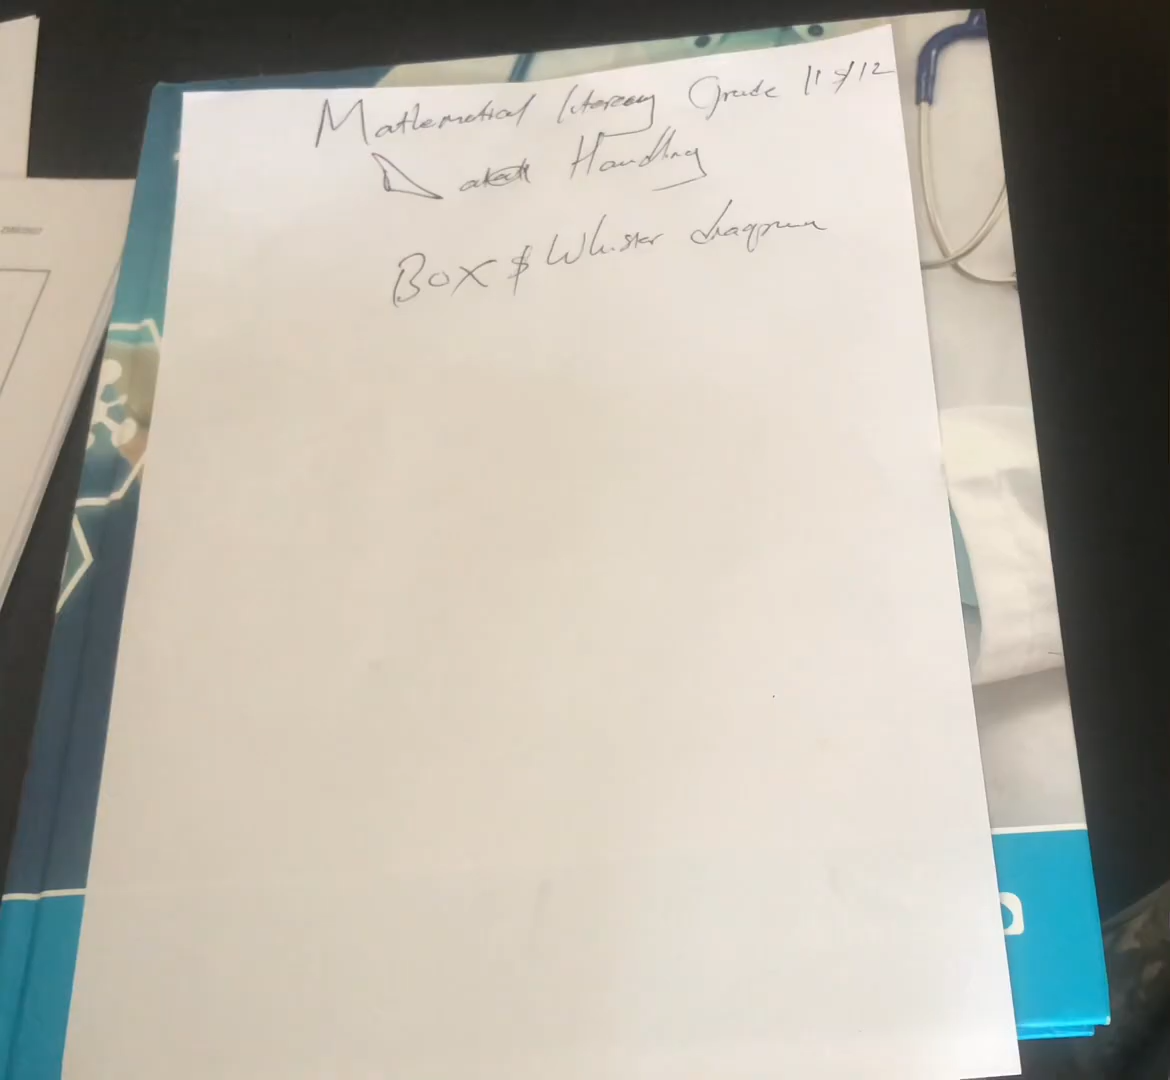 Mathematical literacy Grade 11 & 12
Data Handling
Box & Whisker diagram